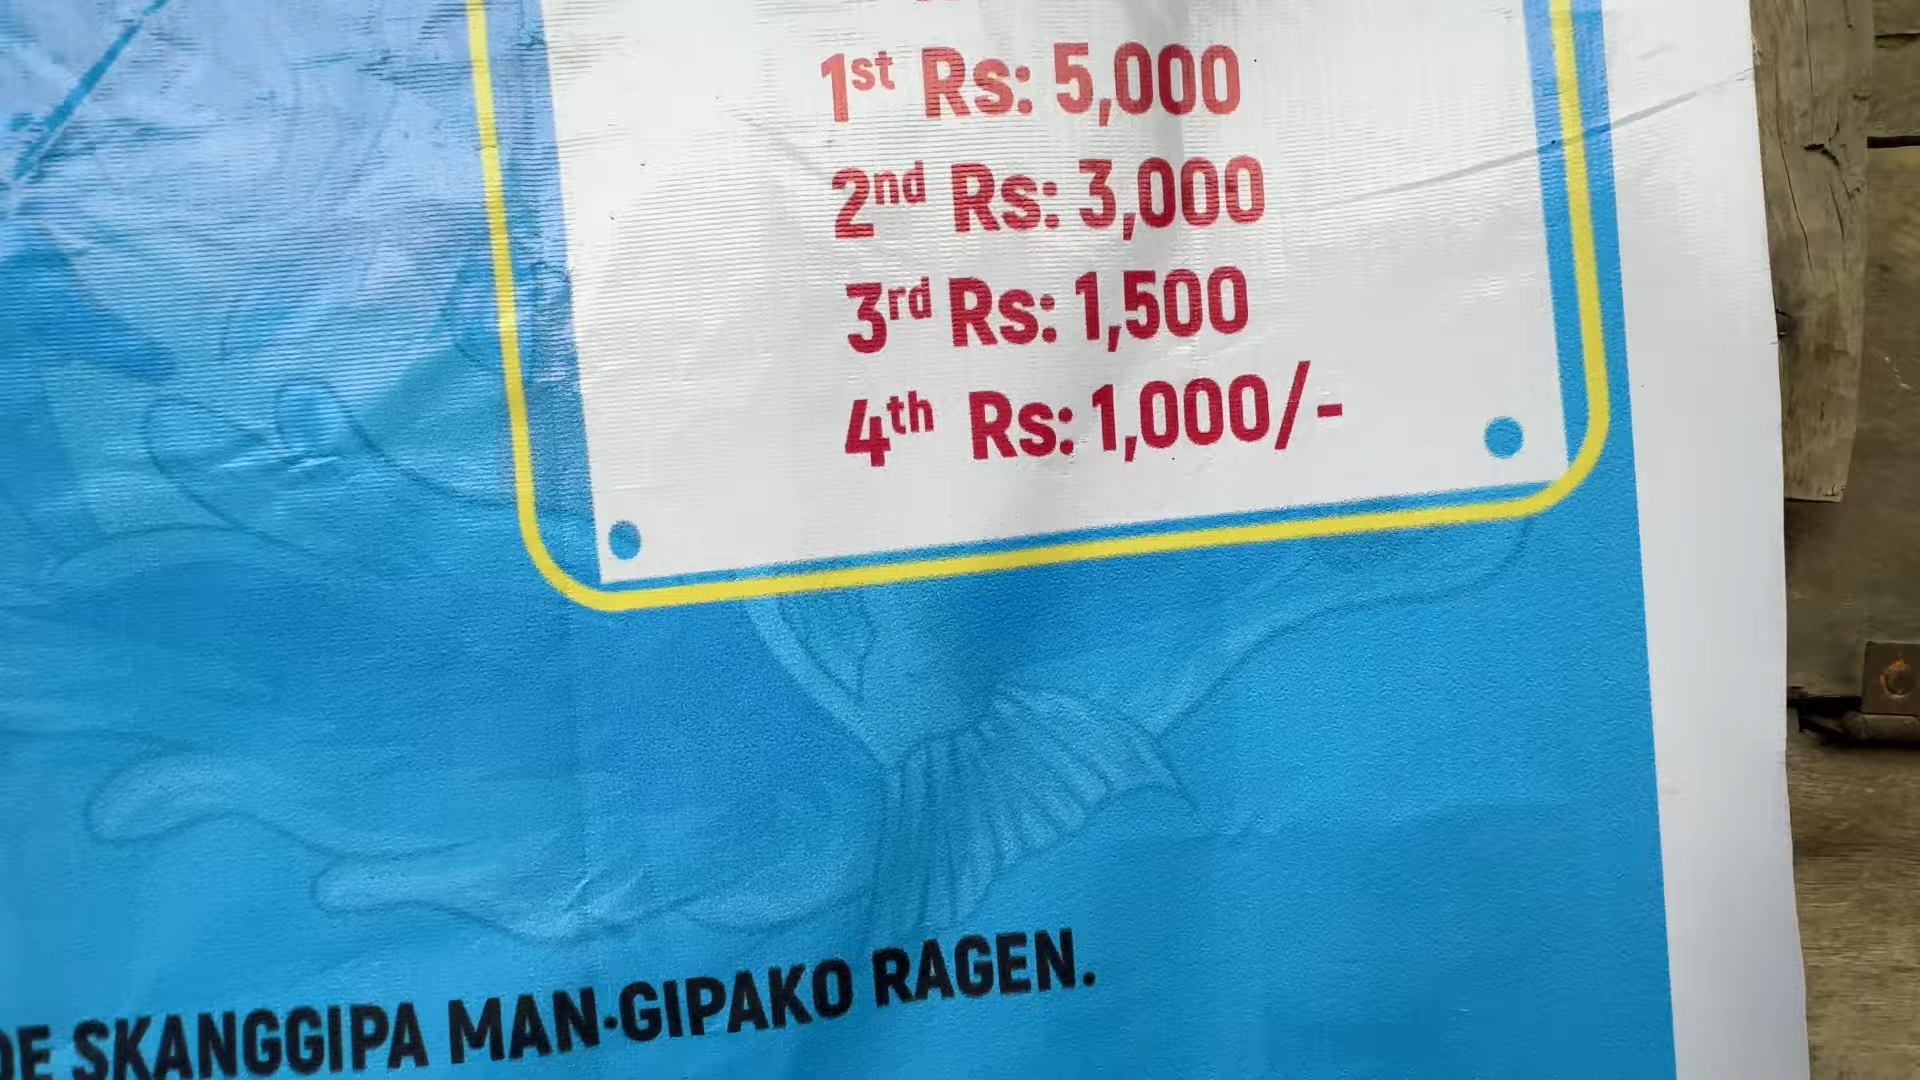 1st Rs: 5,000
2nd Rs: 3,000
3rd Rs: 1,500
4th Rs: 1,000/-
SKANGGIPA MAN·GIPAKO RAGEN.